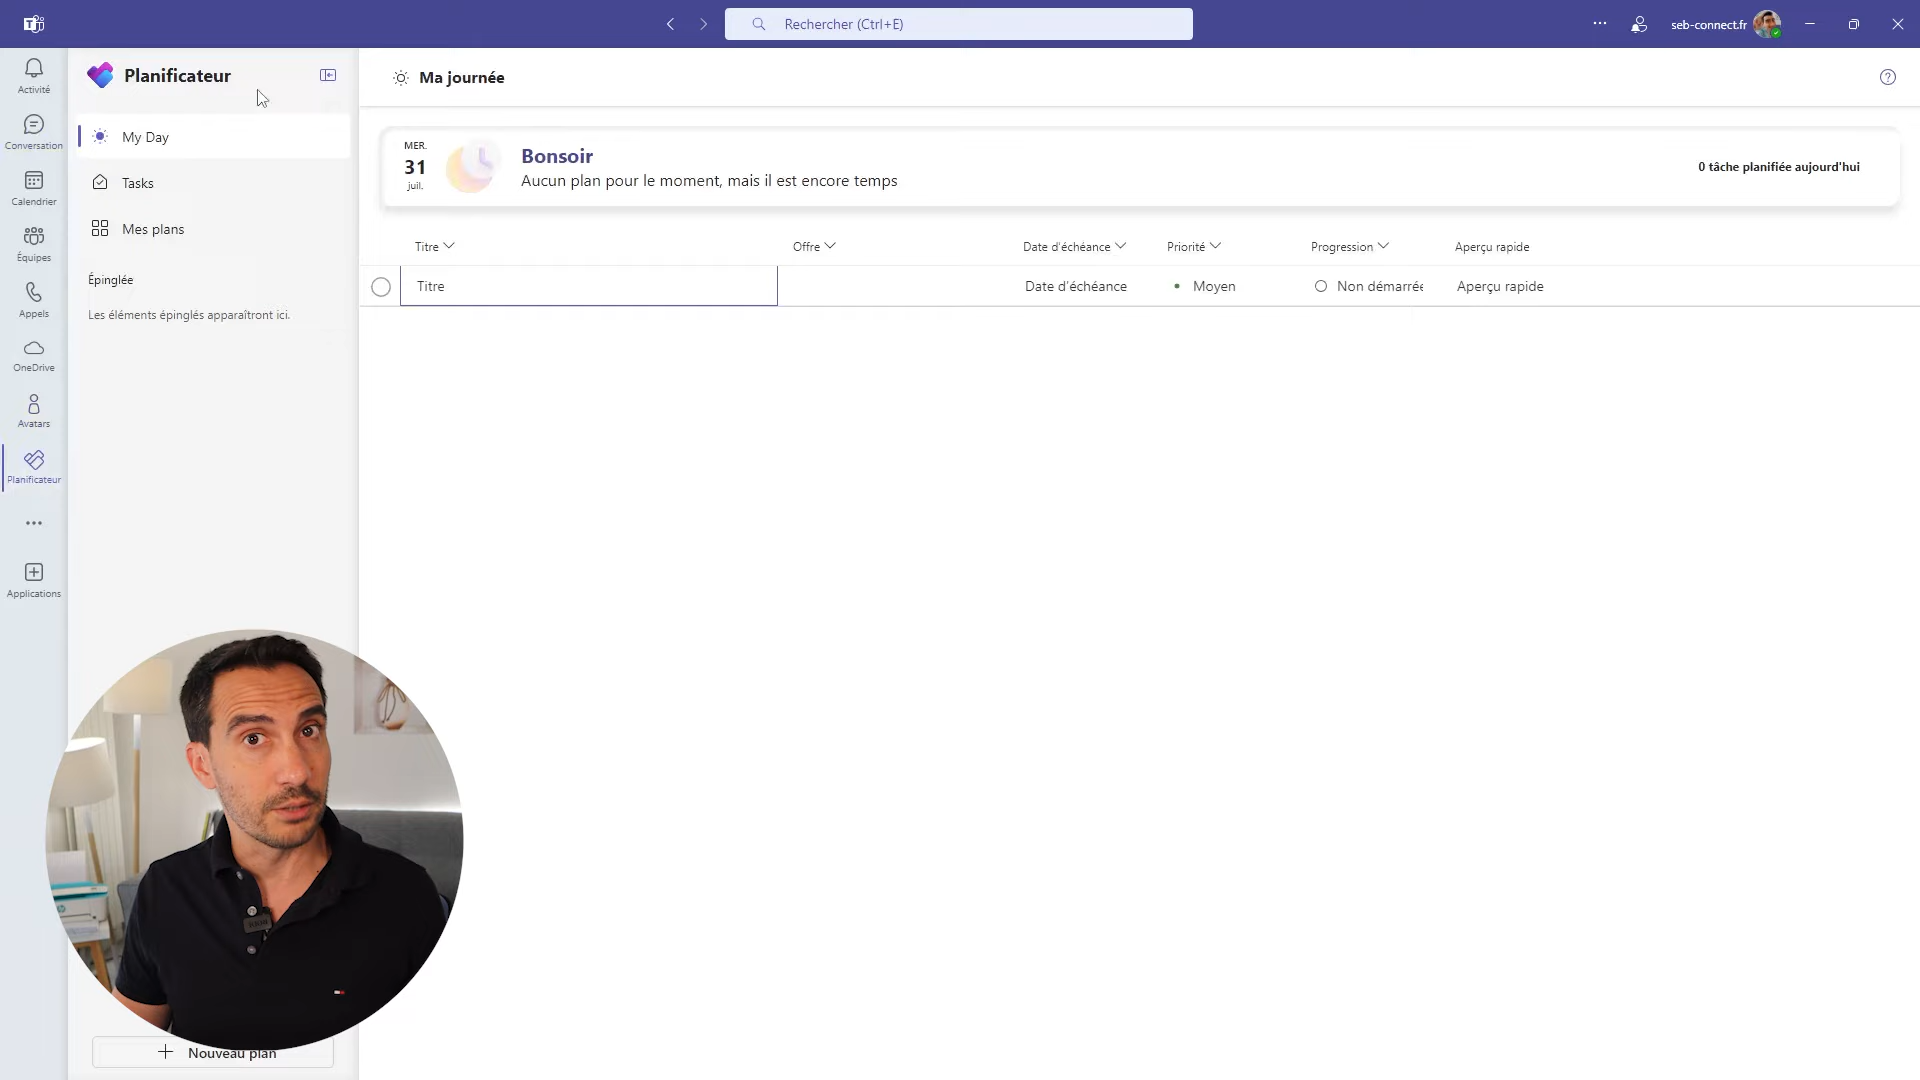 Rechercher (Ctrl+E)
seb-connect.fr
Activité
Conversation
Calendrier
Équipes
Appels
OneDrive
Avatars
Planificateur
Applications
Planificateur
My Day
Tasks
Mes plans
Épinglée
Les éléments épinglés apparaîtront ici.
Nouveau plan
Ma journée
MER.
31
juil.
Bonsoir
Aucun plan pour le moment, mais il est encore temps
0 tâche planifiée aujourd'hui
Titre Offre Date d'échéance Priorité Progression Aperçu rapide
Titre Date d'échéance Moyen Non démarrée Aperçu rapide